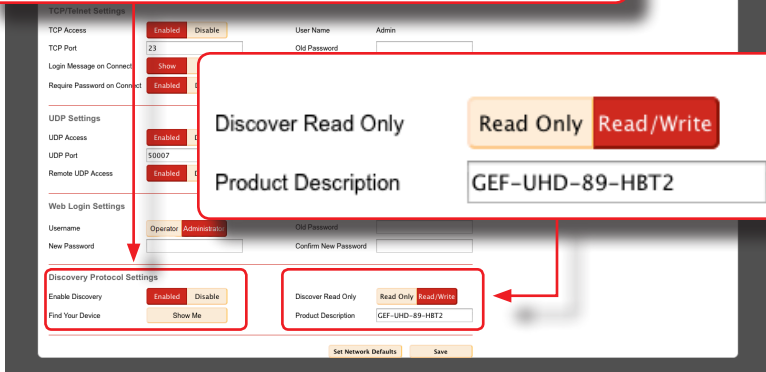 TCP/Telnet Settings
TCP Access Enabled Disable User Name Admin
TCP Port 23 Old Password
Login Message on Connect Show
Require Password on Connect Enabled
Discover Read Only Read Only Read/Write
Product Description GEF-UHD-89-HBT2
UDP Settings
UDP Access Enabled
UDP Port 50007
Remote UDP Access Enabled
Web Login Settings
Username Operator Administrator Old Password
New Password Confirm New Password
Discovery Protocol Settings
Enable Discovery Enabled Disable Discover Read Only Read Only Read/Write
Find Your Device Show Me Product Description GEF-UHD-89-HBT2
Set Network Defaults Save